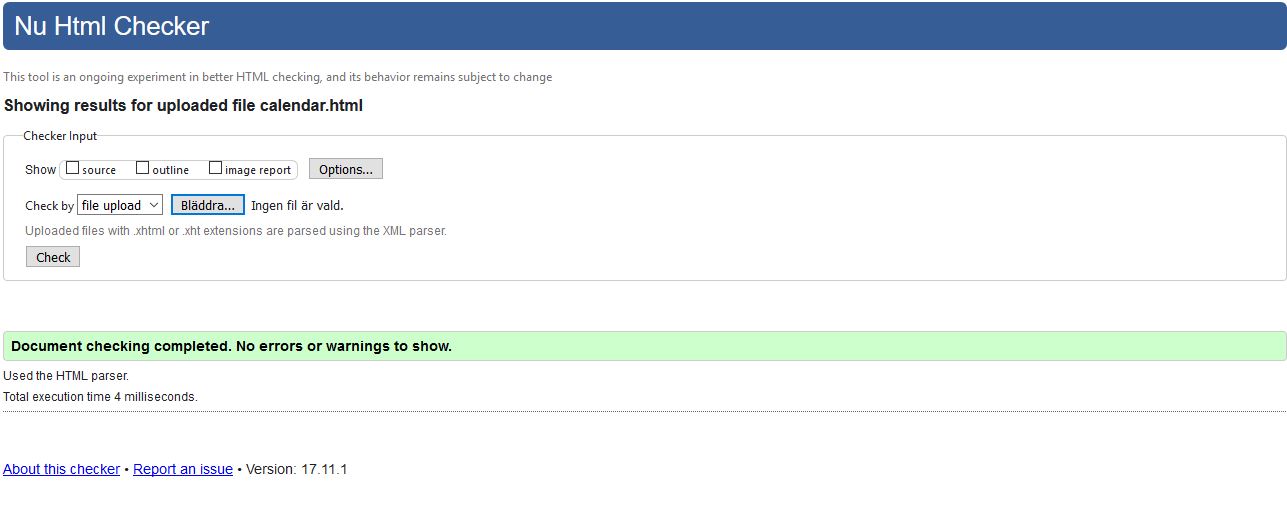 Nu Html Checker
This tool is an ongoing experiment in better HTML checking, and its behavior remains subject to change
Showing results for uploaded file calendar.html
Checker Input
Show source outline image report Options...
Check by file upload Bläddra... Ingen fil är vald.
Uploaded files with .xhtml or .xht extensions are parsed using the XML parser.
Check
Document checking completed. No errors or warnings to show.
Used the HTML parser.
Total execution time 4 milliseconds.
About this checker • Report an issue • Version: 17.11.1